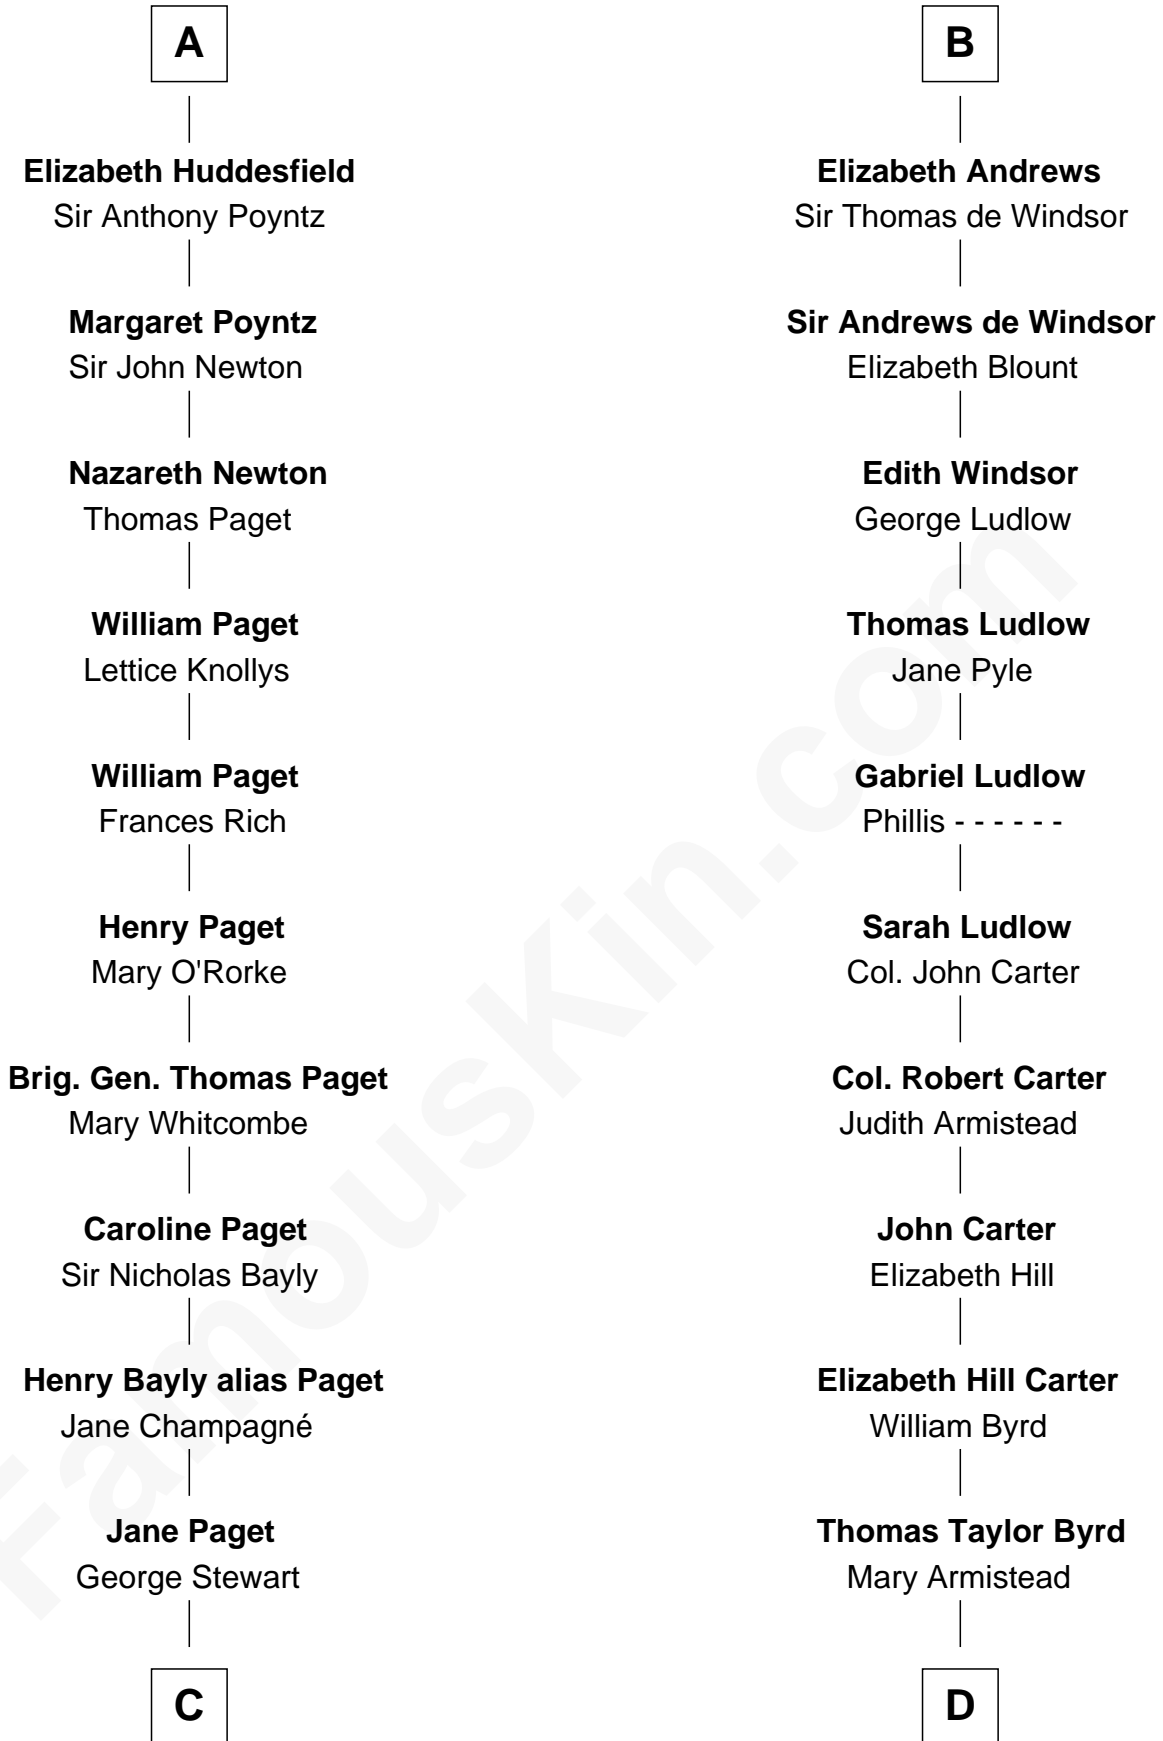 A
Elizabeth Huddesfield
Sir Anthony Poyntz
Margaret Poyntz
Sir John Newton
Nazareth Newton
Thomas Paget
William Paget
Lettice Knollys
William Paget
Frances Rich
Henry Paget
Mary O'Rorke
Brig. Gen. Thomas Paget
Mary Whitcombe
Caroline Paget
Sir Nicholas Bayly
Henry Bayly alias Paget
Jane Champagné
Jane Paget
George Stewart
C
B
Elizabeth Andrews
Sir Thomas de Windsor
Sir Andrews de Windsor
Elizabeth Blount
Edith Windsor
George Ludlow
Thomas Ludlow
Jane Pyle
Gabriel Ludlow
Phillis - - - - - -
Sarah Ludlow
Col. John Carter
Col. Robert Carter
Judith Armistead
John Carter
Elizabeth Hill
Elizabeth Hill Carter
William Byrd
Thomas Taylor Byrd
Mary Armistead
D
FamousKin.com